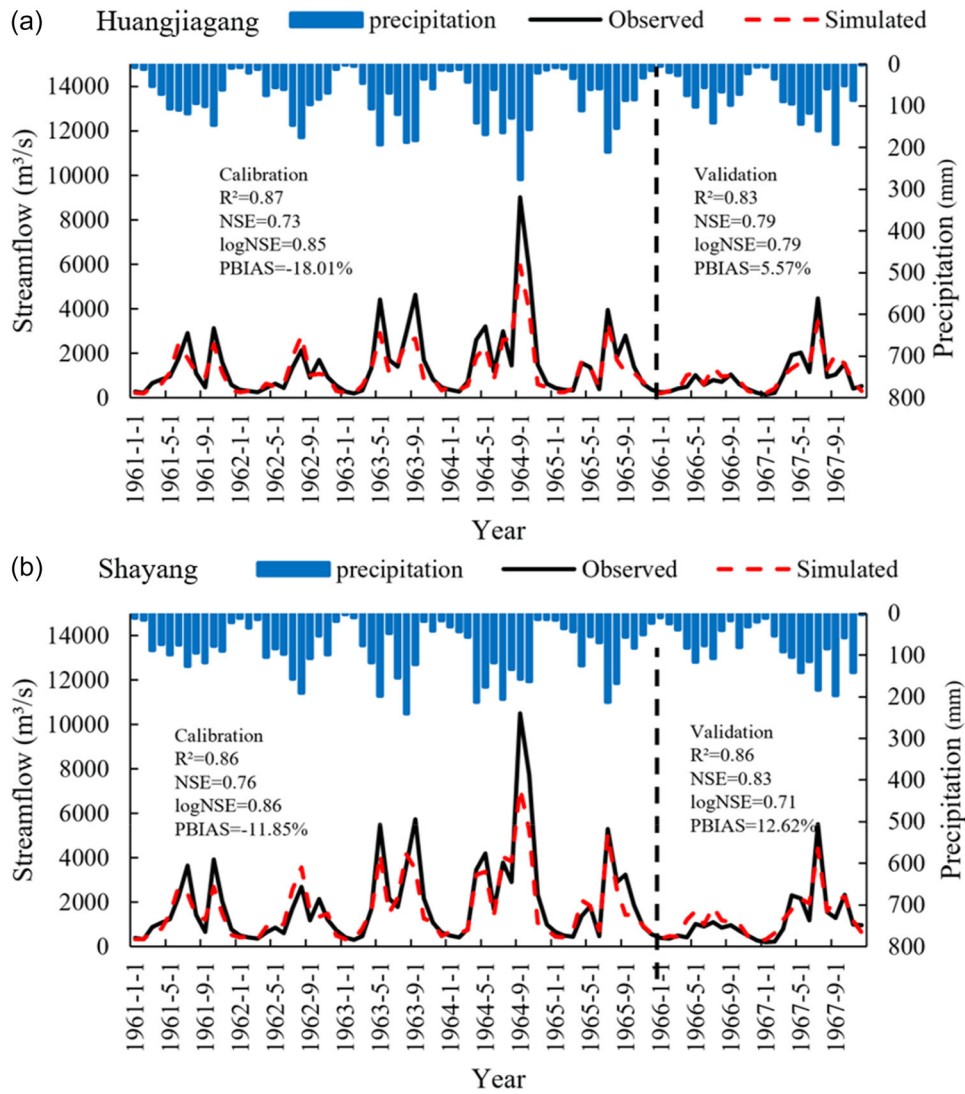 (a) Huangjiagang precipitation Observed Simulated
14000
12000
10000
8000
6000
4000
2000
0
Streamflow (m³/s)
Calibration
R²=0.87
NSE=0.73
logNSE=0.85
PBIAS=-18.01%
Validation
R²=0.83
NSE=0.79
logNSE=0.79
PBIAS=5.57%
0
100
200
300
400
500
600
700
800
Precipitation (mm)
1961-1-1
1961-5-1
1961-9-1
1962-1-1
1962-5-1
1962-9-1
1963-1-1
1963-5-1
1963-9-1
1964-1-1
1964-5-1
1964-9-1
1965-1-1
1965-5-1
1965-9-1
1966-1-1
1966-5-1
1966-9-1
1967-1-1
1967-5-1
1967-9-1
Year
(b) Shayang precipitation Observed Simulated
14000
12000
10000
8000
6000
4000
2000
0
Streamflow (m³/s)
Calibration
R²=0.86
NSE=0.76
logNSE=0.86
PBIAS=-11.85%
Validation
R²=0.86
NSE=0.83
logNSE=0.71
PBIAS=12.62%
0
100
200
300
400
500
600
700
800
Precipitation (mm)
1961-1-1
1961-5-1
1961-9-1
1962-1-1
1962-5-1
1962-9-1
1963-1-1
1963-5-1
1963-9-1
1964-1-1
1964-5-1
1964-9-1
1965-1-1
1965-5-1
1965-9-1
1966-1-1
1966-5-1
1966-9-1
1967-1-1
1967-5-1
1967-9-1
Year